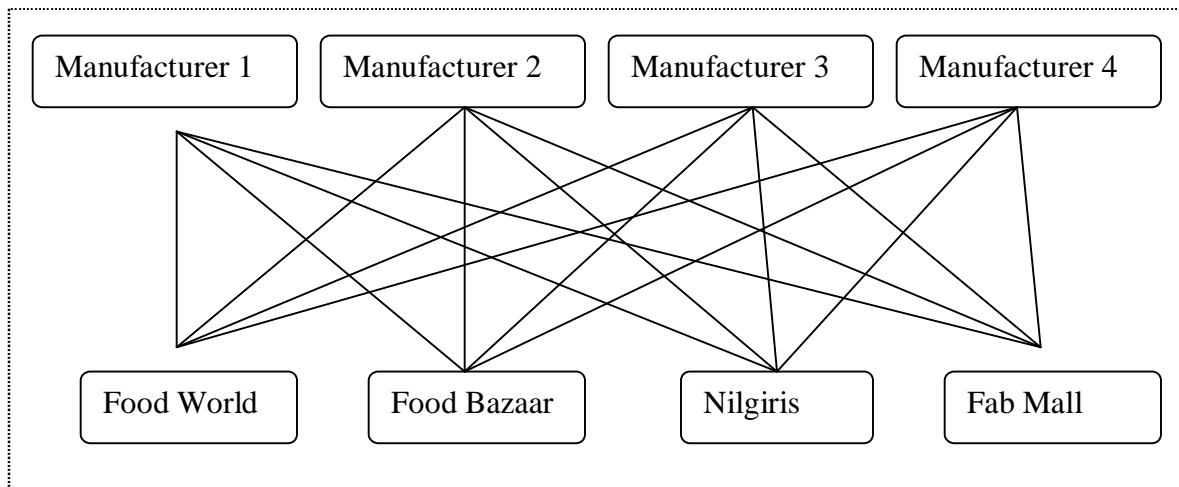 Manufacturer 1
Manufacturer 2
Manufacturer 3
Manufacturer 4
Food World
Food Bazaar
Nilgiris
Fab Mall